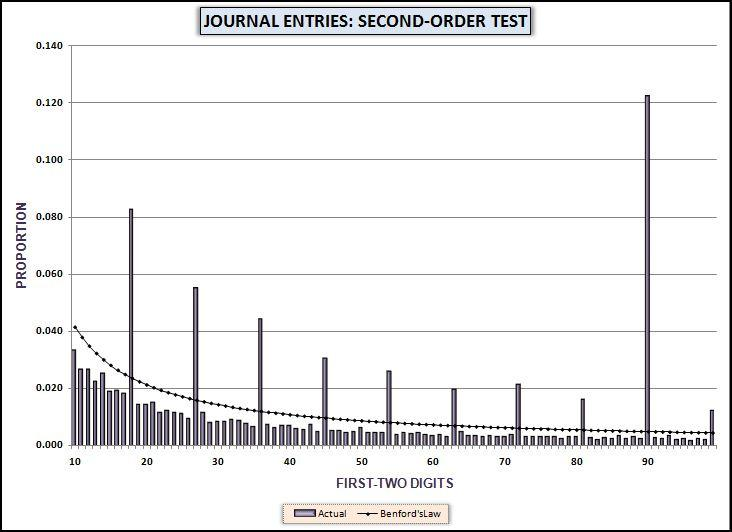 JOURNAL ENTRIES: SECOND-ORDER TEST
0.140
0.120
0.100
0.080
0.060
0.040
0.020
0.000
PROPORTION
10 20 30 40 50 60 70 80 90
FIRST-TWO DIGITS
Actual Benford'sLaw